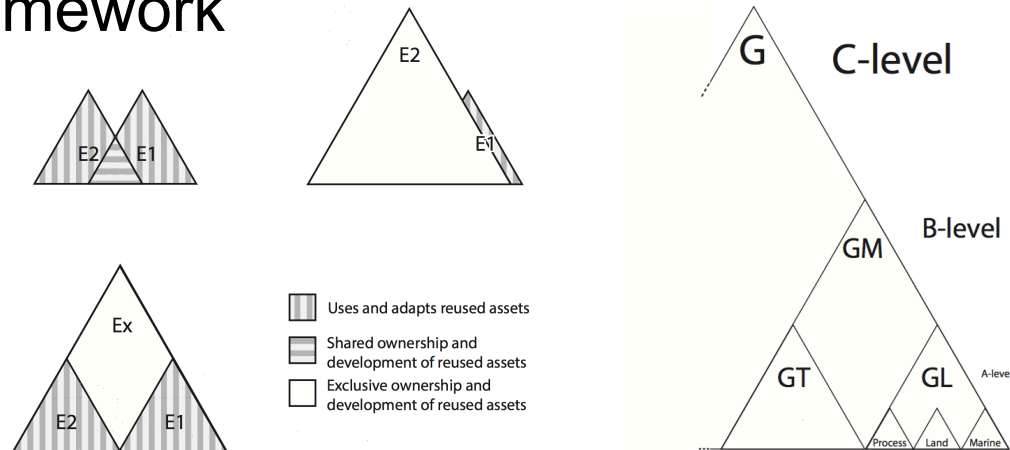 mework
E2
E1
E2
E1
Ex
E2
E1
Uses and adapts reused assets
Shared ownership and
development of reused assets
Exclusive ownership and
development of reused assets
G
C-level
B-level
GM
GT
GL
A-leve
Process
Land
Marine